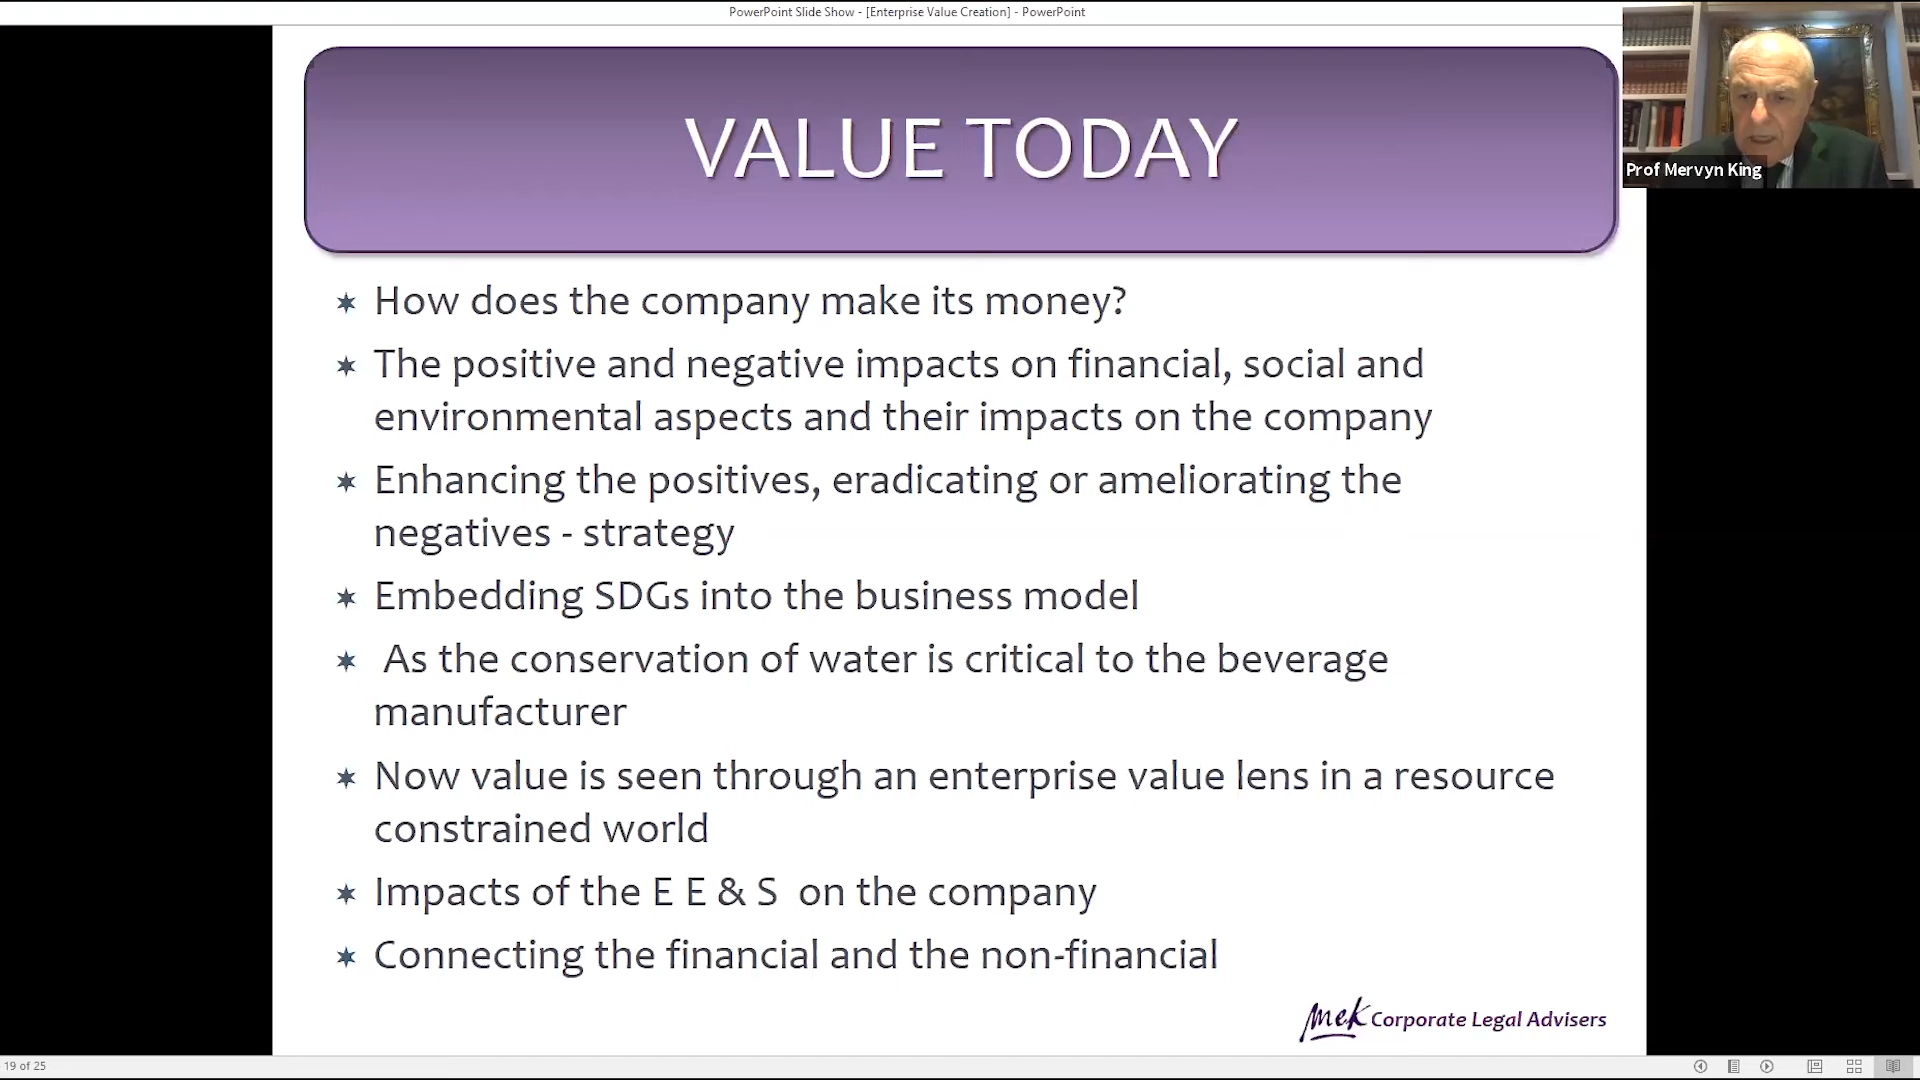 PowerPoint Slide Show - [Enterprise Value Creation] - PowerPoint
VALUE TODAY
Prof Mervyn King
How does the company make its money?
The positive and negative impacts on financial, social and
environmental aspects and their impacts on the company
Enhancing the positives, eradicating or ameliorating the
negatives - strategy
Embedding SDGs into the business model
As the conservation of water is critical to the beverage
manufacturer
Now value is seen through an enterprise value lens in a resource
constrained world
Impacts of the E E & S on the company
Connecting the financial and the non-financial
mek Corporate Legal Advisers
19 of 25